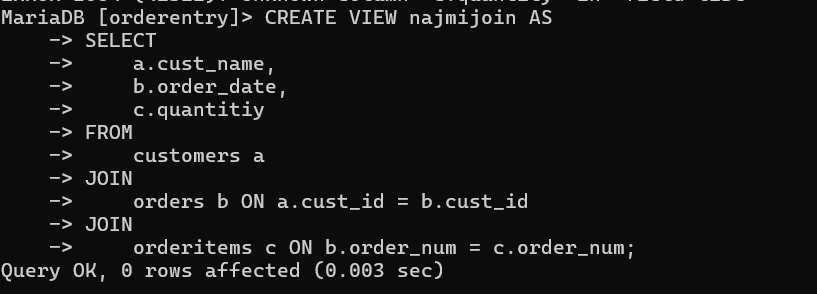 MariaDB [orderentry]> CREATE VIEW najmijoin AS
-> SELECT
-> a.cust_name,
-> b.order_date,
-> c.quantitiy
-> FROM
-> customers a
-> JOIN
-> orders b ON a.cust_id = b.cust_id
-> JOIN
-> orderitems c ON b.order_num = c.order_num;
Query OK, 0 rows affected (0.003 sec)